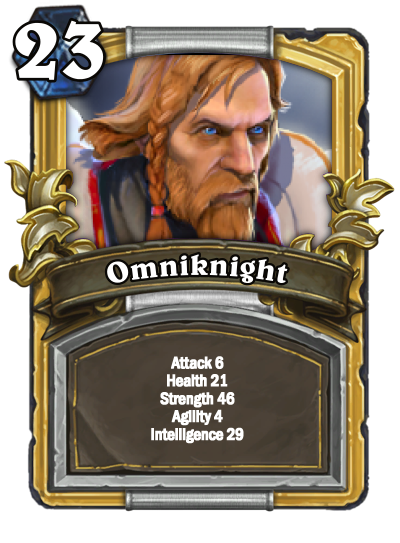 23
Omniknight
Attack 6
Health 21
Strength 46
Agility 4
Intelligence 29